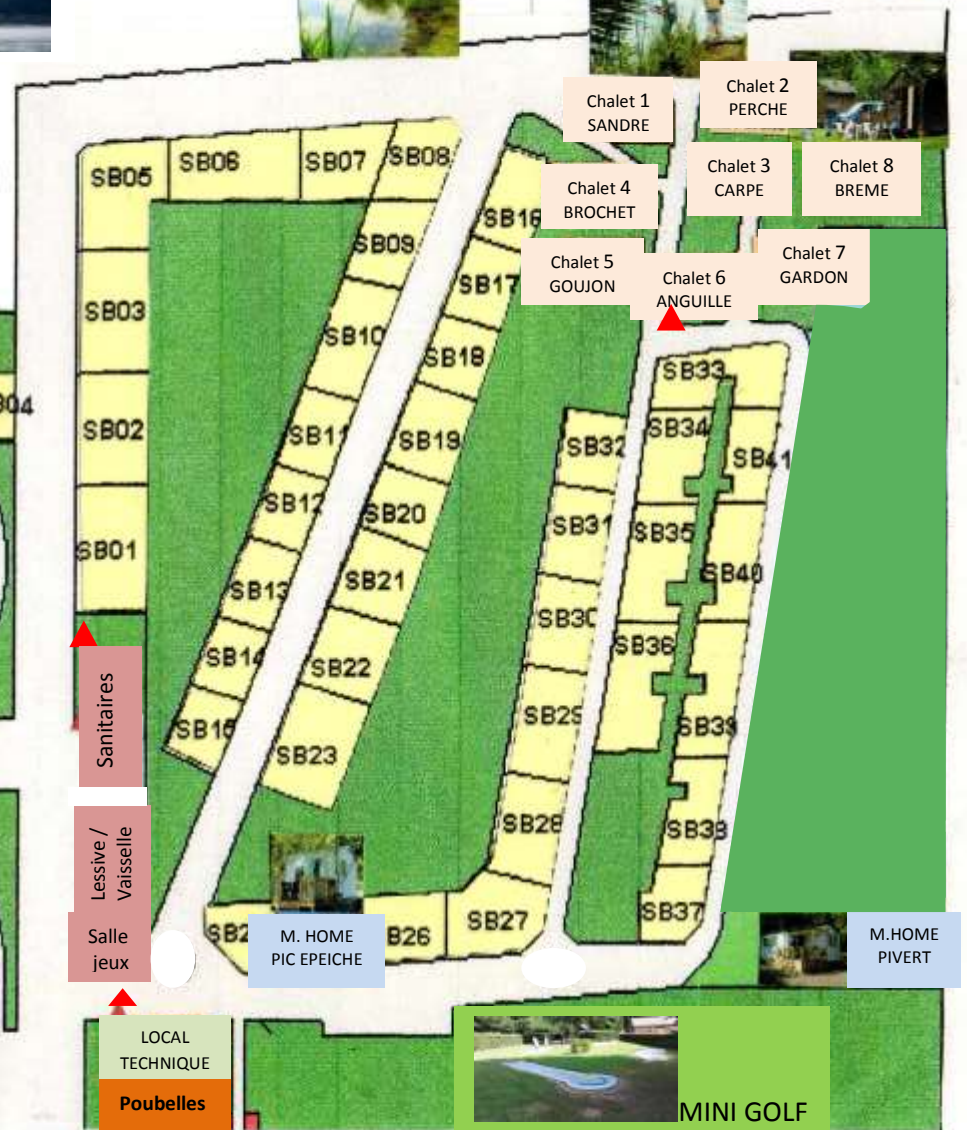 Chalet 1
SANDRE
Chalet 2
PERCHE
Chalet 3
CARPE
Chalet 8
BREME
Chalet 4
BROCHET
Chalet 5
GOUJON
Chalet 6
ANGUILLE
Chalet 7
GARDON
SB05
SB06
SB07
SB08
SB09
SB03
SB10
SB02
SB11
SB12
SB01
SB13
SB14
SB15
SB16
SB17
SB18
SB19
SB20
SB21
SB22
SB23
SB33
SB32
SB34
SB41
SB31
SB35
SB40
SB30
SB36
SB29
SB39
SB28
SB38
SB27
SB37
Sanitaires
Lessive /
Vaisselle
Salle
jeux
M. HOME
PIC EPEICHE
M.HOME
PIVERT
LOCAL
TECHNIQUE
Poubelles
MINI GOLF